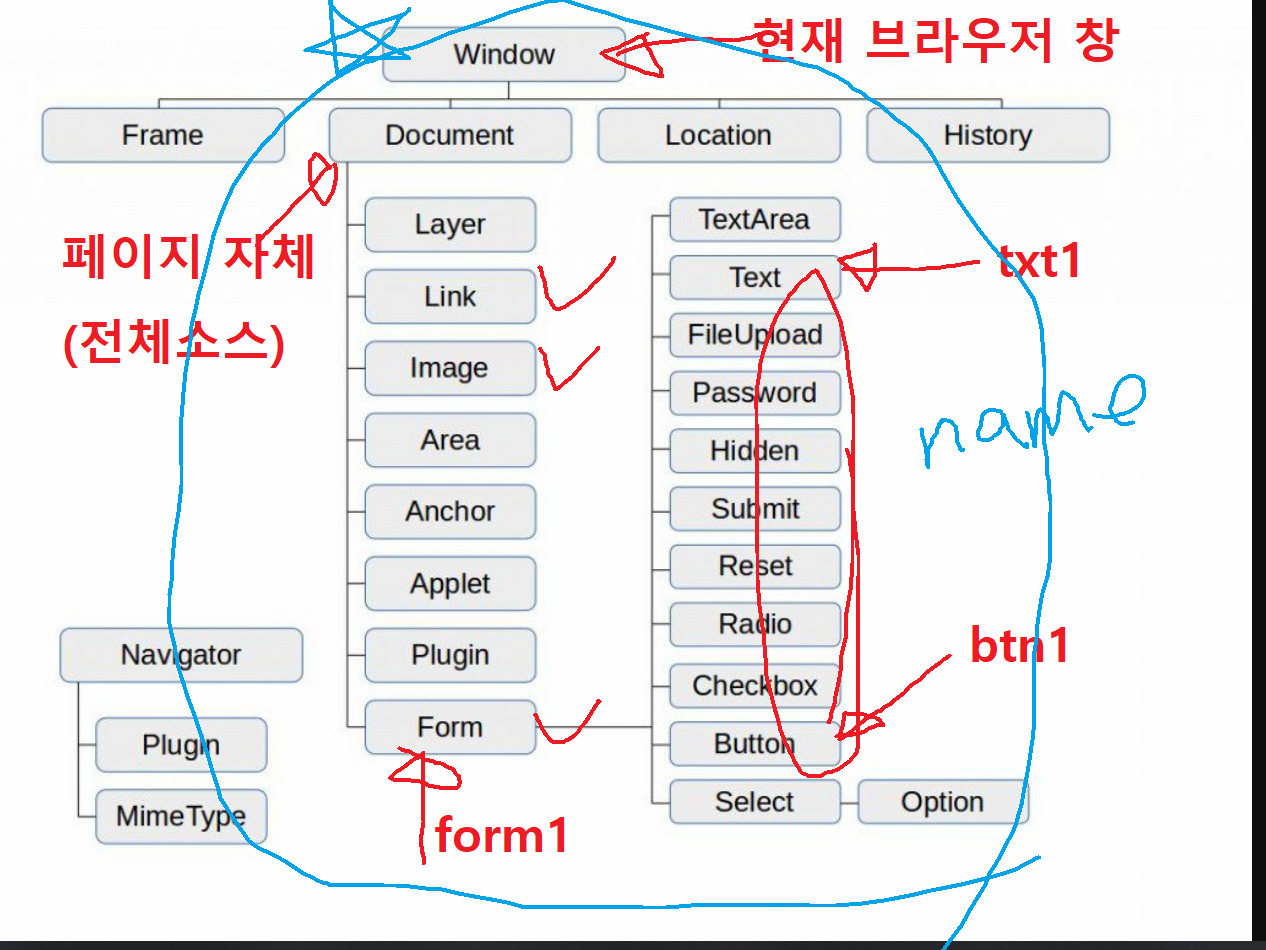 Window
현재 브라우저 창
Frame
Document
Location
History
페이지 자체
(전체소스)
Layer
Link
Image
Area
Anchor
Applet
Plugin
Form
form1
TextArea
Text
txt1
FileUpload
Password
name
Hidden
Submit
Reset
Radio
Checkbox
btn1
Button
Select
Option
Navigator
Plugin
MimeType